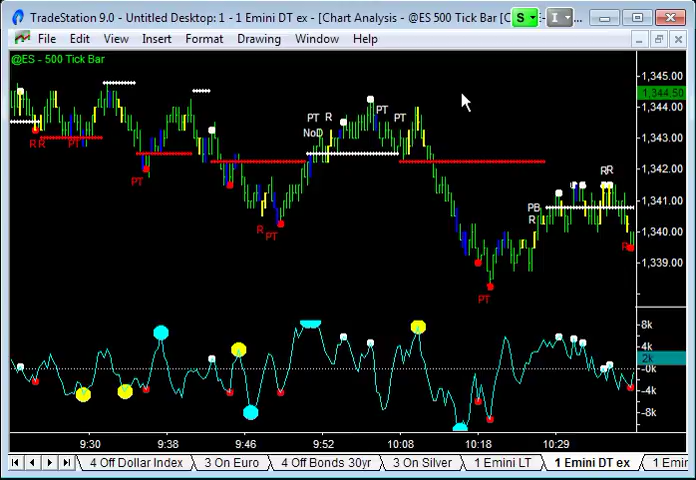 TradeStation 9.0 - Untitled Desktop: 1 - 1 Emini DT ex - [Chart Analysis - @ES 500 Tick Bar [C
S
I
File Edit View Insert Format Drawing Window Help
@ES - 500 Tick Bar
1,345.00
1,344.50
1,344.00
1,343.00
1,342.00
1,341.00
1,340.00
1,339.00
PT R PT PT
NoD
R R PT
PT
R PT
RR
PB
R
R
PT
8k
4k
2k
-0k
-4k
-8k
9:30 9:38 9:46 9:52 10:08 10:18 10:29
4 Off Dollar Index 3 On Euro 4 Off Bonds 30yr 3 On Silver 1 Emini LT 1 Emini DT ex 1 Emin